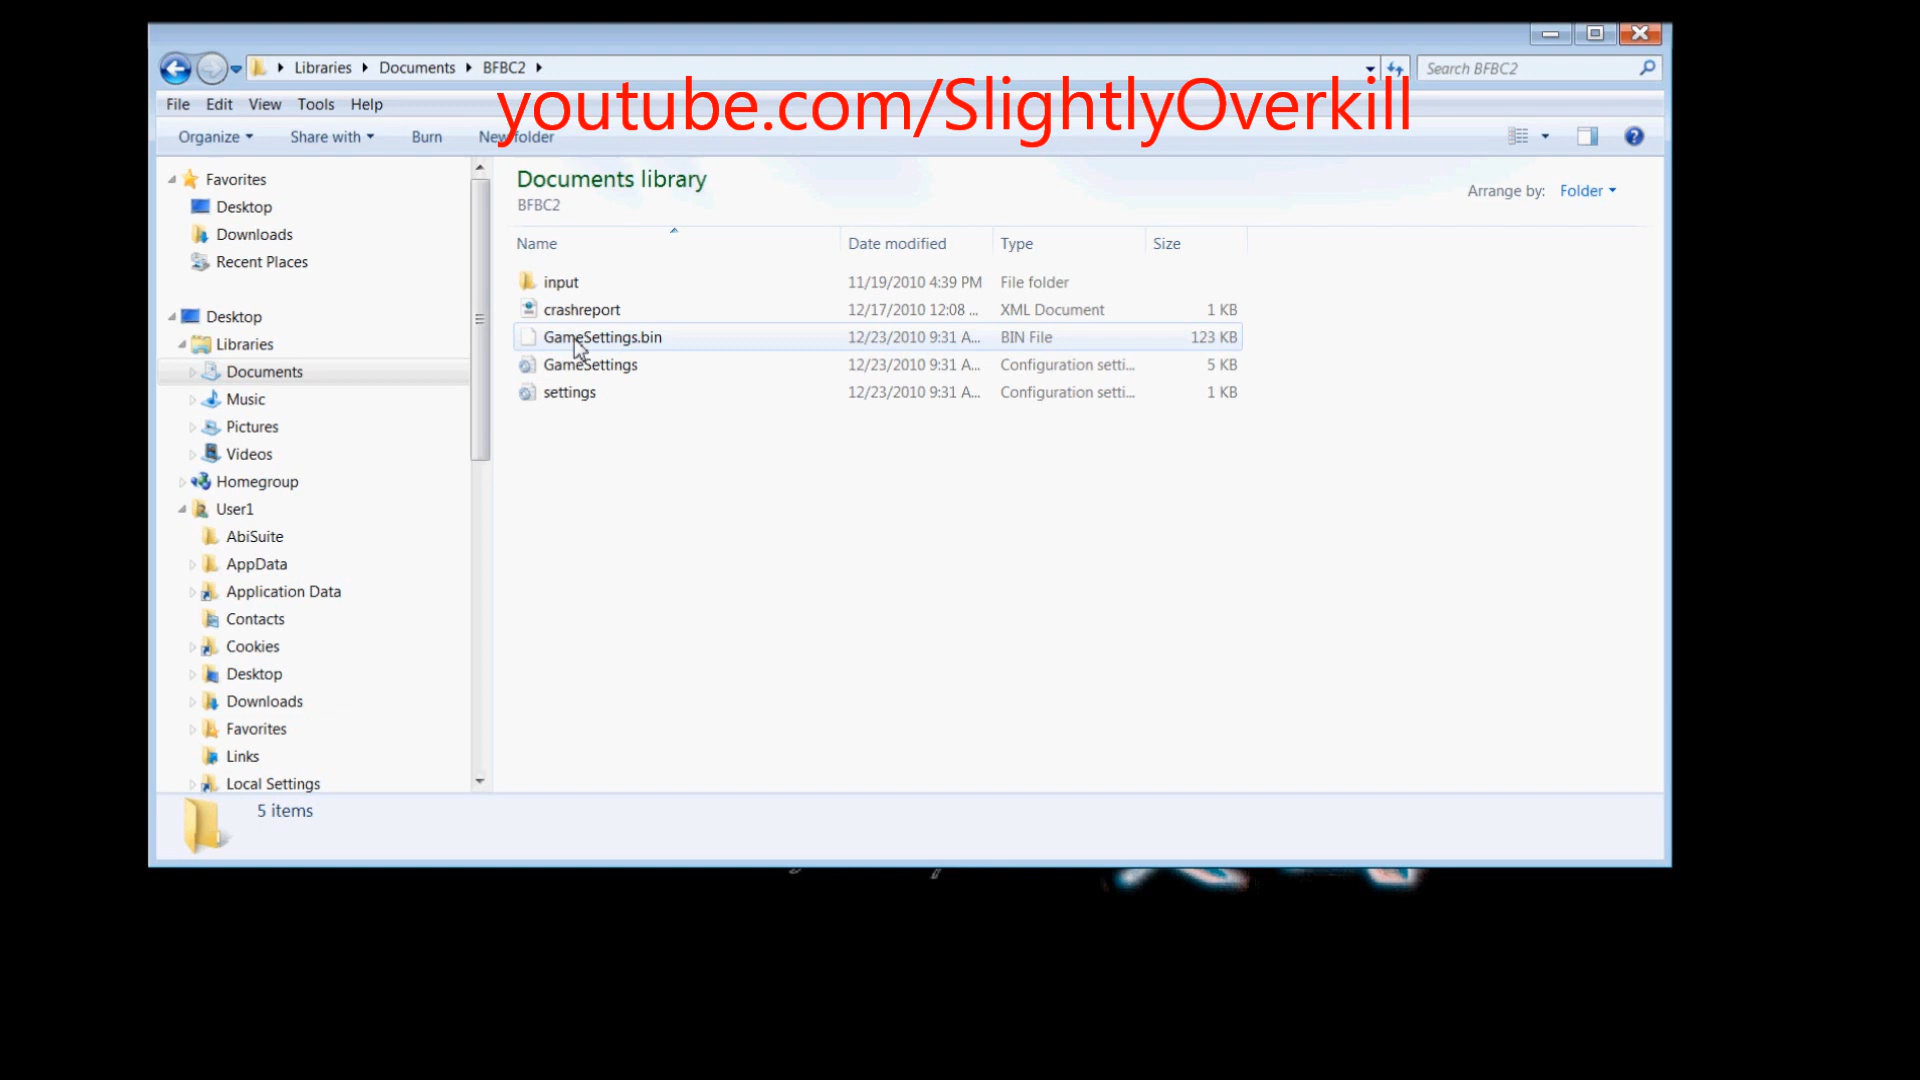 Libraries Documents BFBC2
Search BFBC2
youtube.com/SlightlyOverkill
File Edit View Tools Help
Organize Share with Burn New folder
Favorites
Desktop
Downloads
Recent Places
Desktop
Libraries
Documents
Music
Pictures
Videos
Homegroup
User1
AbiSuite
AppData
Application Data
Contacts
Cookies
Desktop
Downloads
Favorites
Links
Local Settings
Documents library
BFBC2
Arrange by: Folder
Name Date modified Type Size
input 11/19/2010 4:39 PM File folder
crashreport 12/17/2010 12:08 ... XML Document 1 KB
GameSettings.bin 12/23/2010 9:31 A... BIN File 123 KB
GameSettings 12/23/2010 9:31 A... Configuration setti... 5 KB
settings 12/23/2010 9:31 A... Configuration setti... 1 KB
5 items